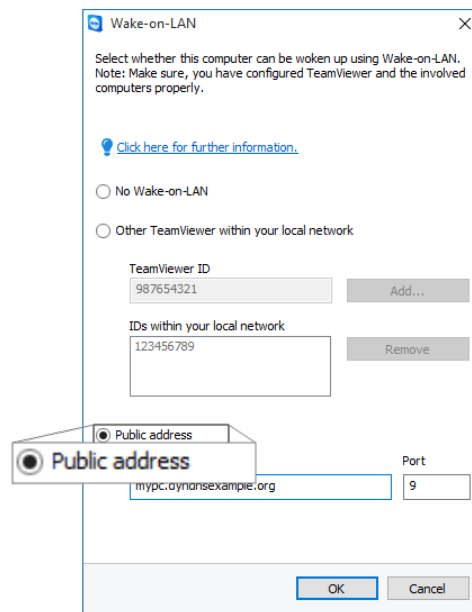 Wake-on-LAN
Select whether this computer can be woken up using Wake-on-LAN.
Note: Make sure, you have configured TeamViewer and the involved
computers properly.
Click here for further information.
No Wake-on-LAN
Other TeamViewer within your local network
TeamViewer ID
987654321
Add...
IDs within your local network
123456789
Remove
Public address
Public address
Port
mypc.dyndnsexample.org
9
OK
Cancel